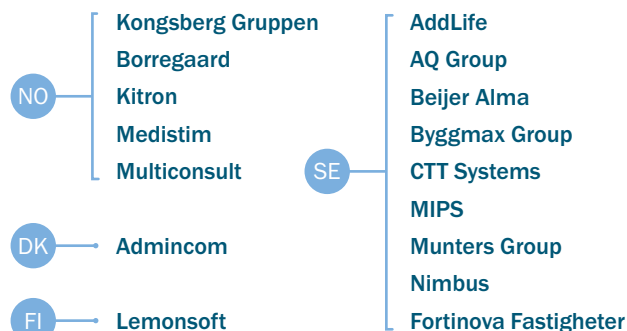 NO
Kongsberg Gruppen
Borregaard
Kitron
Medistim
Multiconsult
DK
Admincom
FI
Lemonsoft
SE
AddLife
AQ Group
Beijer Alma
Byggmax Group
CTT Systems
MIPS
Munters Group
Nimbus
Fortinova Fastigheter